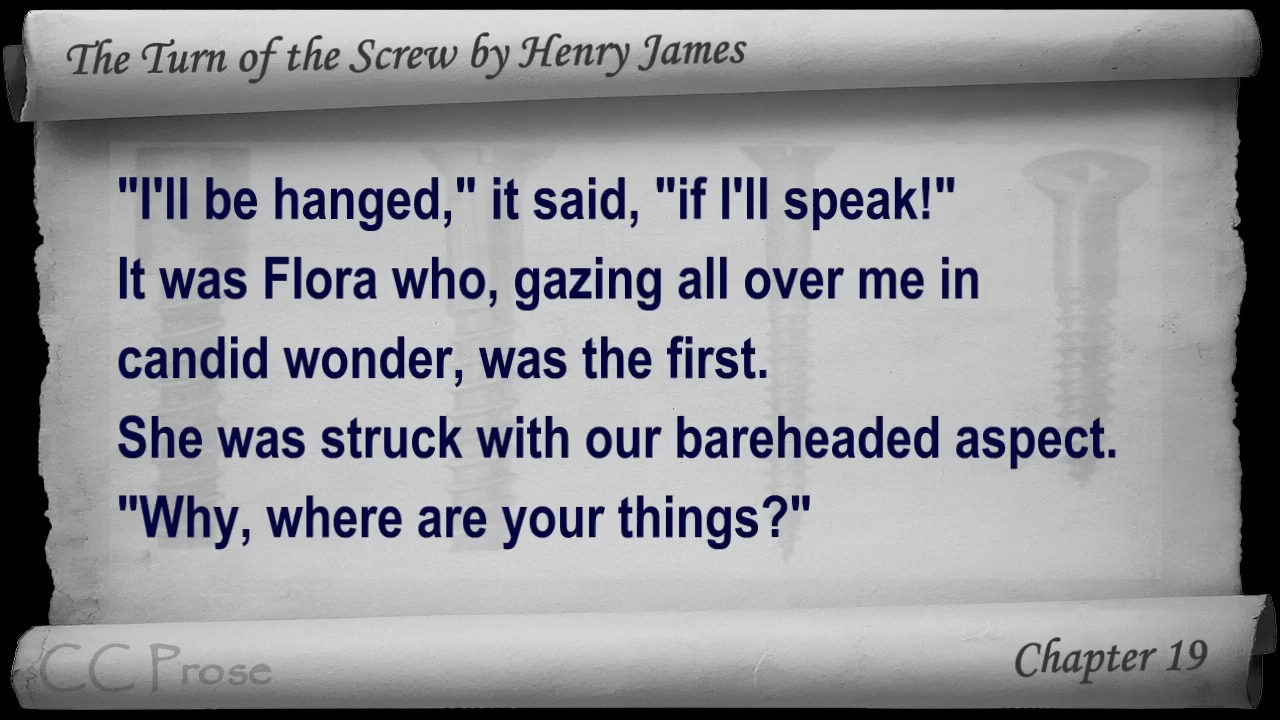 The Turn of the Screw by Henry James
"I'll be hanged," it said, "if I'll speak!"
It was Flora who, gazing all over me in
candid wonder, was the first.
She was struck with our bareheaded aspect.
"Why, where are your things?"
CC Prose
Chapter 19